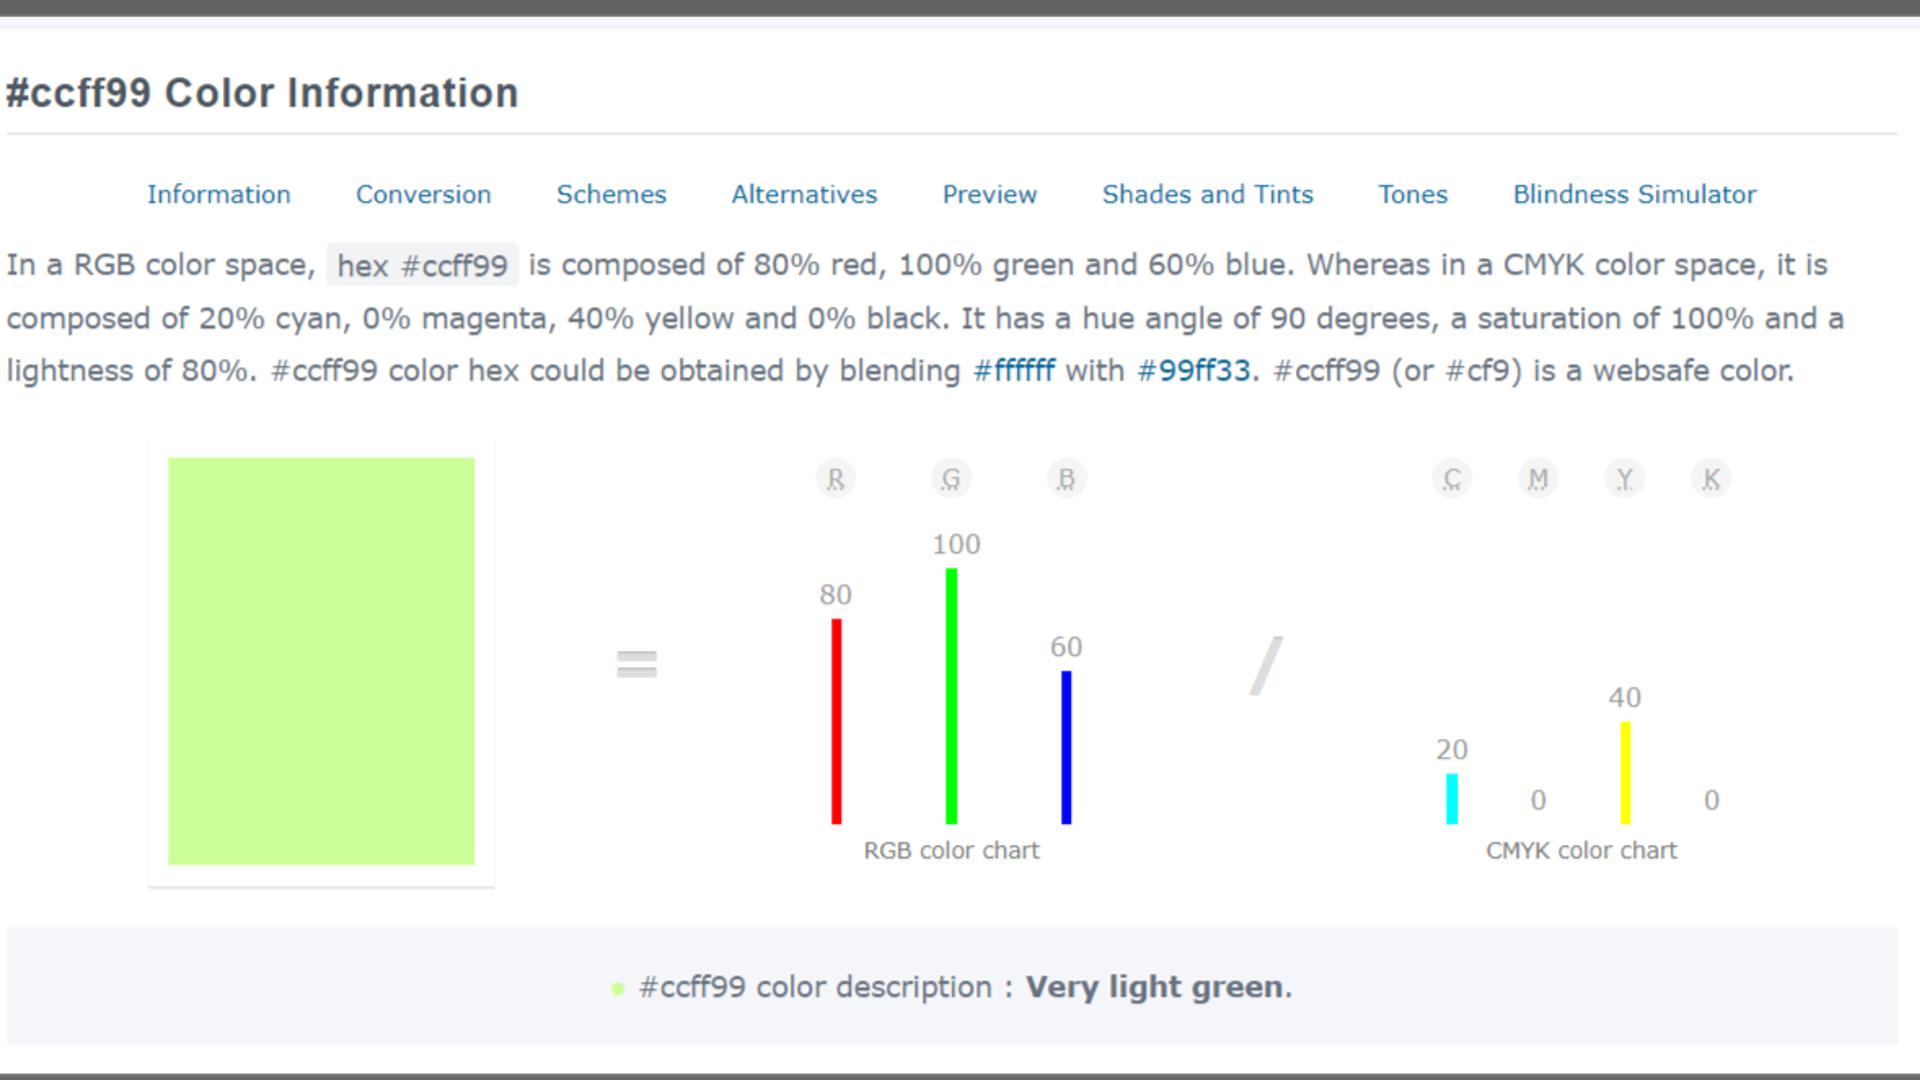 #ccff99 Color Information
Information Conversion Schemes Alternatives Preview Shades and Tints Tones Blindness Simulator
In a RGB color space, hex #ccff99 is composed of 80% red, 100% green and 60% blue. Whereas in a CMYK color space, it is
composed of 20% cyan, 0% magenta, 40% yellow and 0% black. It has a hue angle of 90 degrees, a saturation of 100% and a
lightness of 80%. #ccff99 color hex could be obtained by blending #ffffff with #99ff33. #ccff99 (or #cf9) is a websafe color.
=
R G B
80 100 60
RGB color chart
/
C M Y K
20 0 40 0
CMYK color chart
#ccff99 color description : Very light green.